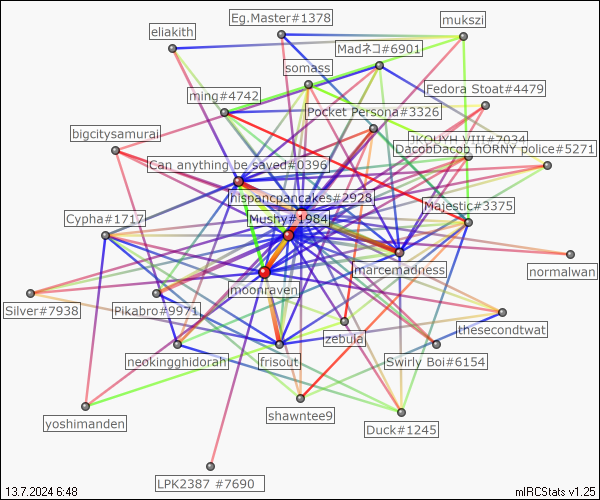 Eg.Master#1378
mukszi
eliakith
Madネコ#6901
somass
Fedora Stoat#4479
ming#4742
Pocket Persona#3326
bigcitysamurai
JKOUYH VIII#7034
DacobDacob hORNY police#5271
Can anything be saved#0396
hispancpancakes#2928
Majestic#3375
Cypha#1717
Mushy#1984
marcemadness
normalwan
moonraven
Silver#7938
Pikabro#9971
thesecondtwat
zebula
neokingghidorah
frisout
Swirly Boi#6154
yoshimanden
shawntee9
Duck#1245
LPK2387 #7690
13.7.2024 6:48
mIRCStats v1.25